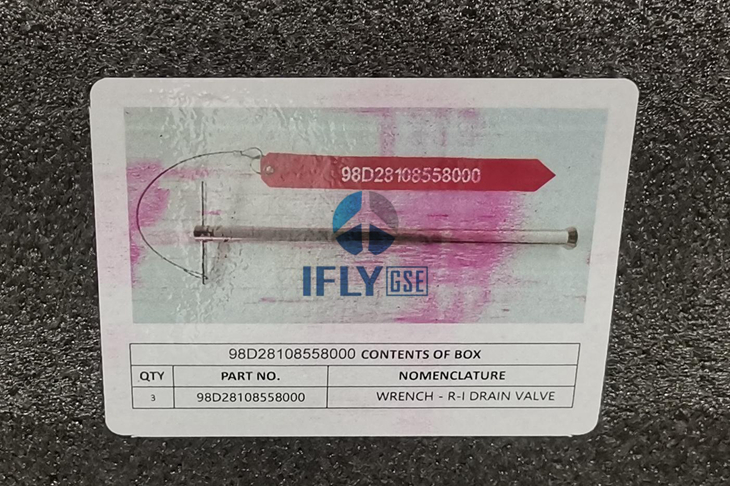 98D28108558000
IFLY GSE
98D28108558000 CONTENTS OF BOX
QTY PART NO. NOMENCLATURE
3 98D28108558000 WRENCH - R-I DRAIN VALVE